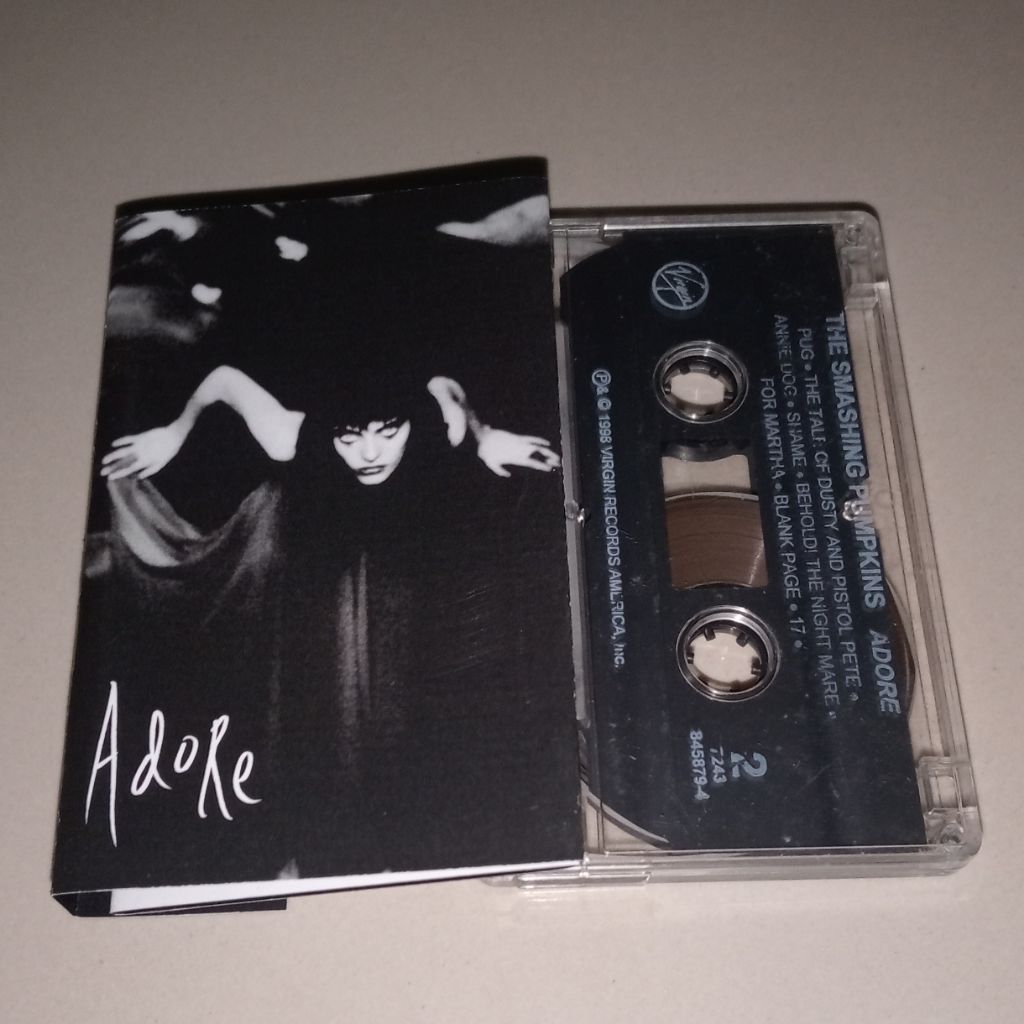 Adore
Virgin
THE SMASHING PUMPKINS ADORE
PUG • THE TALE OF DUSTY AND PISTOL PETE •
ANNIE DOG • SHAME • BEHOLD! THE NIGHT MARE •
FOR MARTHA • BLANK PAGE • 17 •
℗& © 1998 VIRGIN RECORDS AMERICA, INC.
2
7243
845879-4